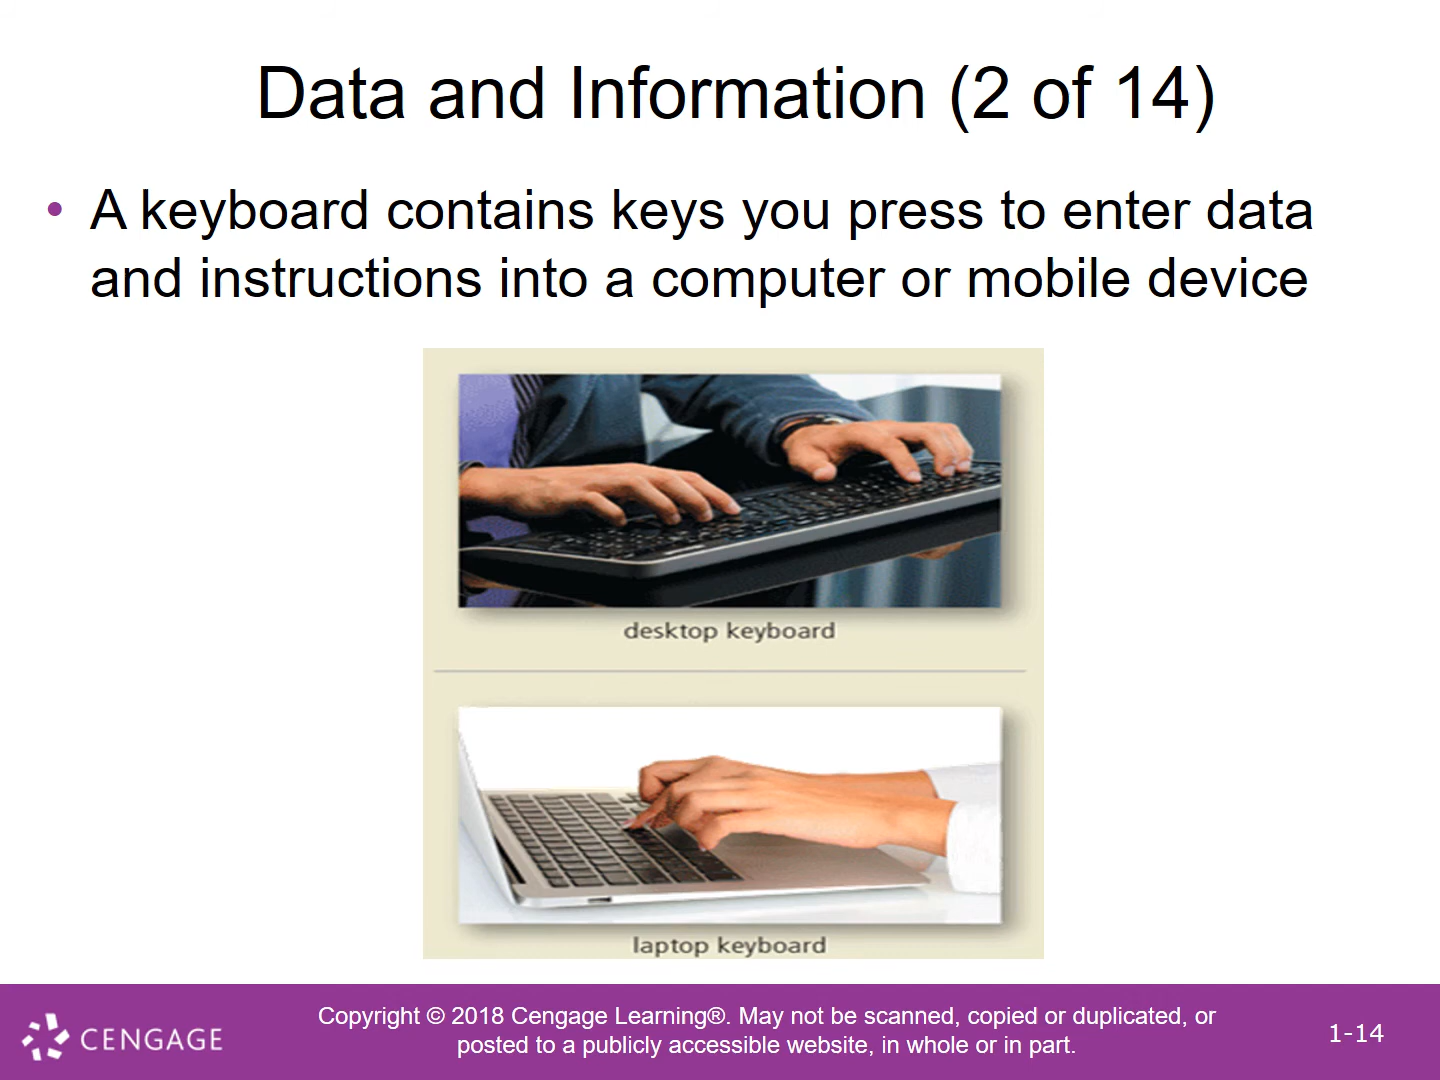 Data and Information (2 of 14)
• A keyboard contains keys you press to enter data
and instructions into a computer or mobile device
desktop keyboard
laptop keyboard
CENGAGE
Copyright © 2018 Cengage Learning®. May not be scanned, copied or duplicated, or
posted to a publicly accessible website, in whole or in part.
1-14